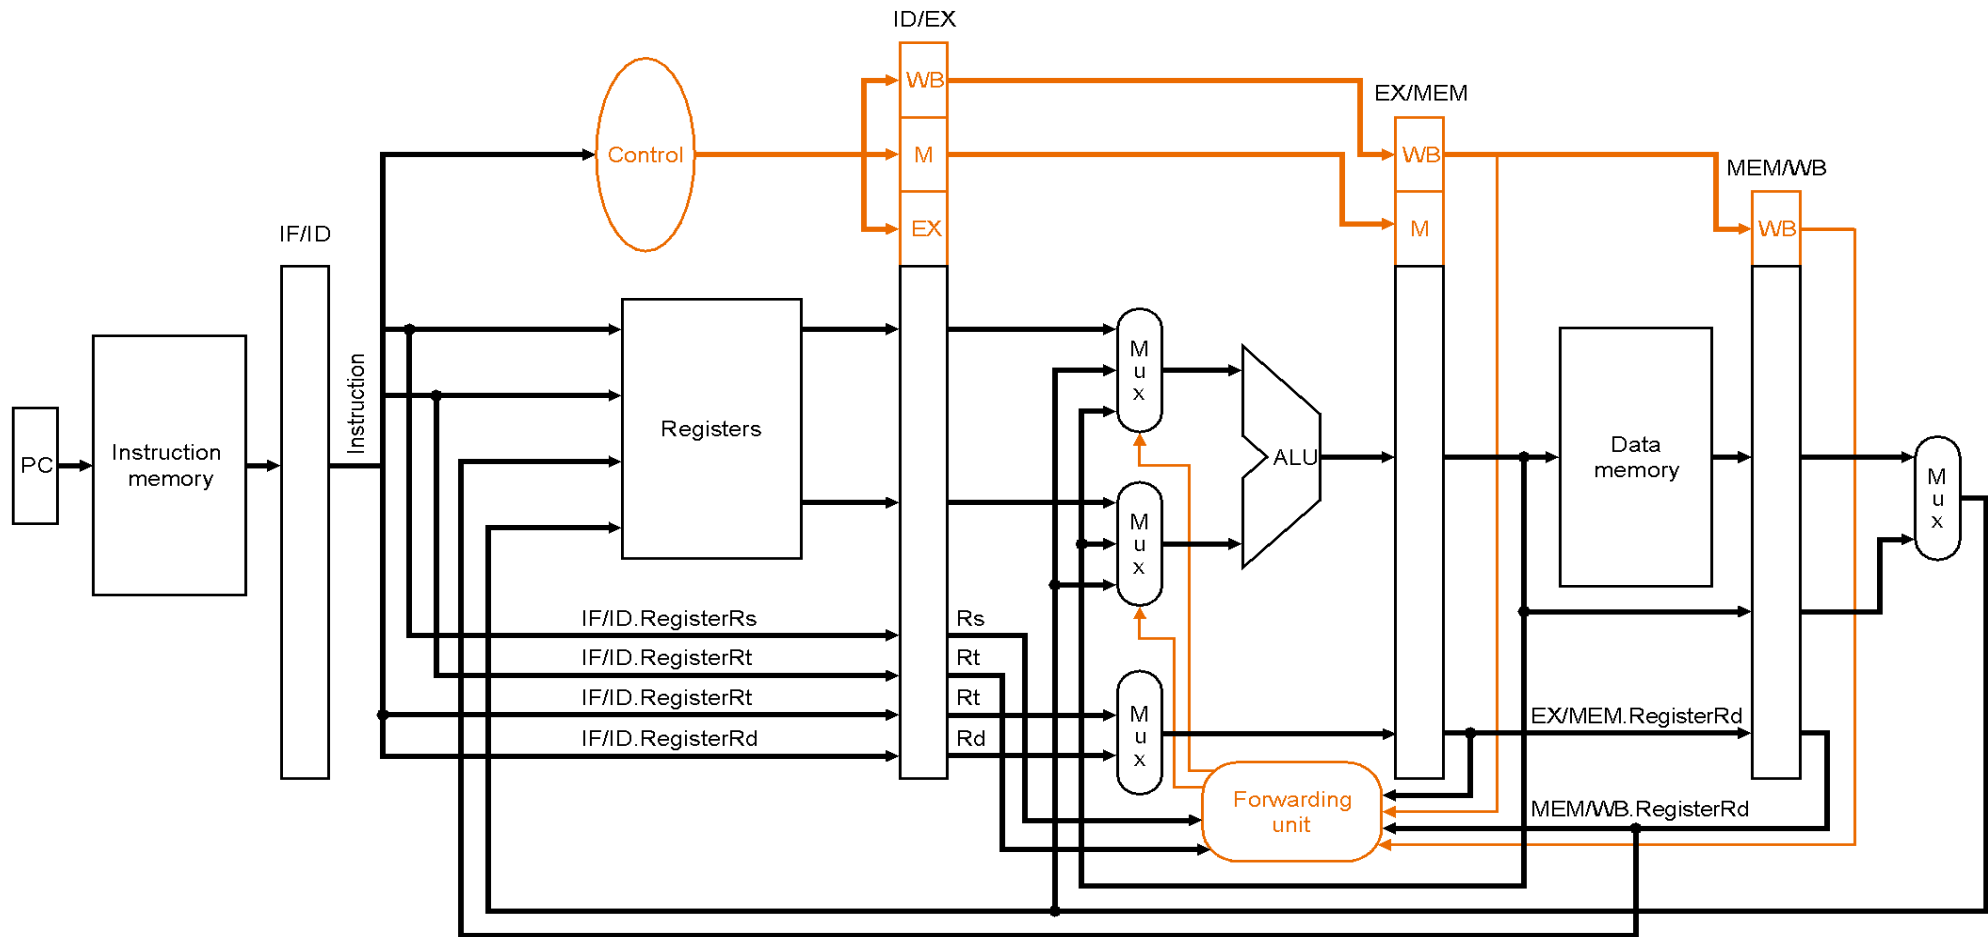 ID/EX
WB
EX/MEM
Control
M
WB
MEM/WB
IF/ID
EX
M
WB
Instruction
PC
Instruction
memory
Registers
M
u
x
M
u
x
ALU
Data
memory
M
u
x
IF/ID.RegisterRs
Rs
IF/ID.RegisterRt
Rt
IF/ID.RegisterRt
Rt
IF/ID.RegisterRd
Rd
M
u
x
EX/MEM.RegisterRd
Forwarding
unit
MEM/WB.RegisterRd